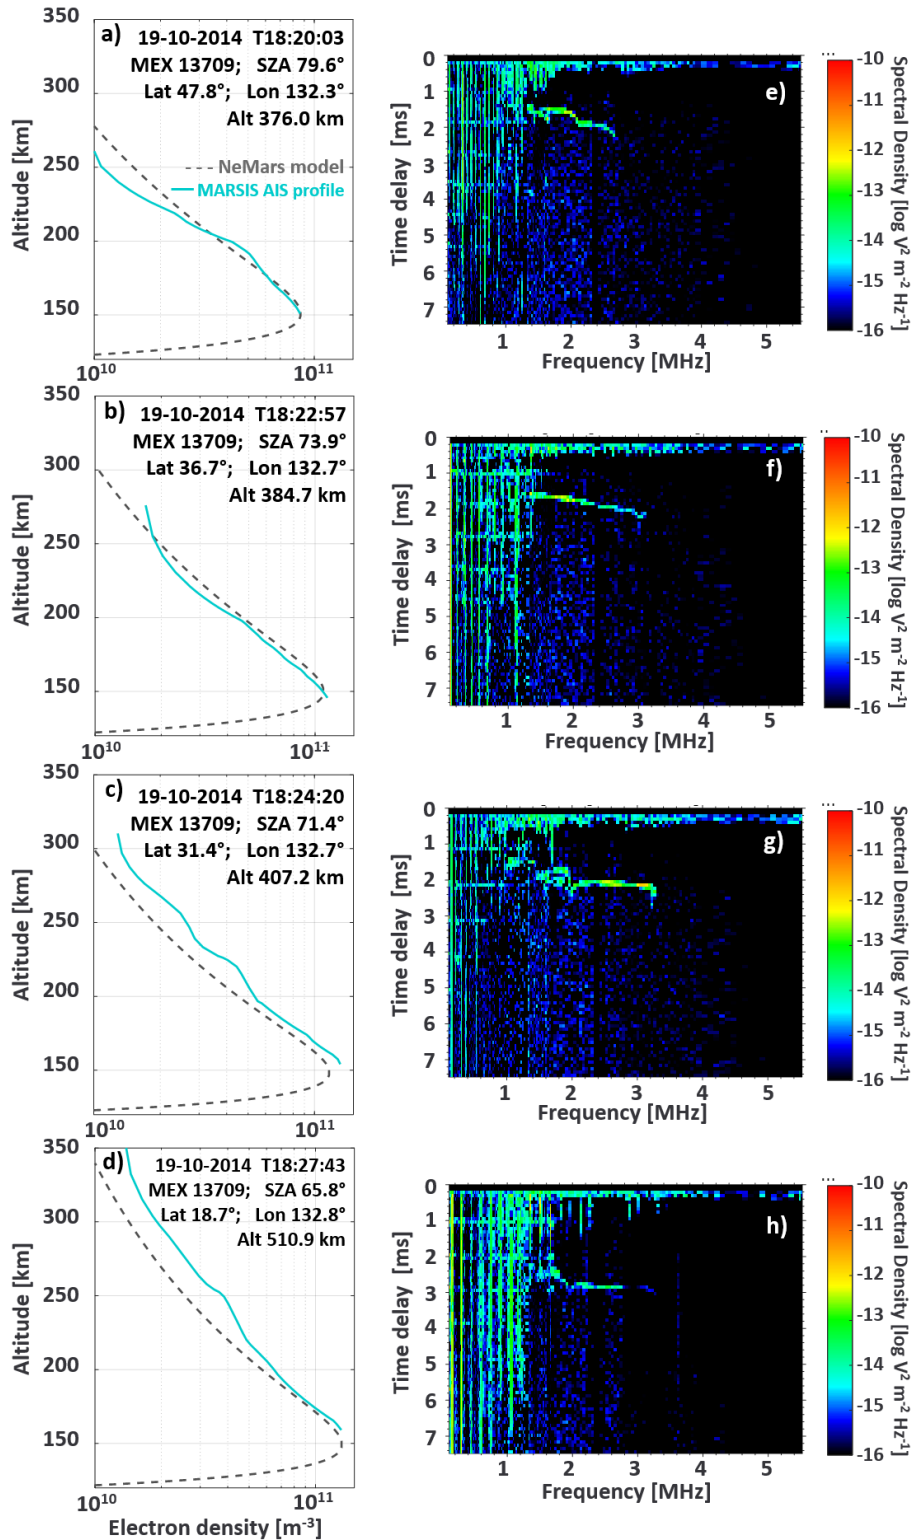 a) 19-10-2014 T18:20:03
MEX 13709; SZA 79.6°
Lat 47.8°; Lon 132.3°
Alt 376.0 km
NeMars model
MARSIS AIS profile
Altitude [km]
350
300
250
200
150
10¹⁰ 10¹¹
e)
Time delay [ms]
0
1
2
3
4
5
6
7
1 2 3 4 5
Frequency [MHz]
...
-10
-11
-12
-13
-14
-15
-16
Spectral Density [log V² m⁻² Hz⁻¹]
b) 19-10-2014 T18:22:57
MEX 13709; SZA 73.9°
Lat 36.7°; Lon 132.7°
Alt 384.7 km
Altitude [km]
350
300
250
200
150
10¹⁰ 10¹¹
f)
Time delay [ms]
0
1
2
3
4
5
6
7
1 2 3 4 5
Frequency [MHz]
..
-10
-11
-12
-13
-14
-15
-16
Spectral Density [log V² m⁻² Hz⁻¹]
c) 19-10-2014 T18:24:20
MEX 13709; SZA 71.4°
Lat 31.4°; Lon 132.7°
Alt 407.2 km
Altitude [km]
350
300
250
200
150
10¹⁰ 10¹¹
g)
Time delay [ms]
0
1
2
3
4
5
6
7
1 2 3 4 5
Frequency [MHz]
...
-10
-11
-12
-13
-14
-15
-16
Spectral Density [log V² m⁻² Hz⁻¹]
d) 19-10-2014 T18:27:43
MEX 13709; SZA 65.8°
Lat 18.7°; Lon 132.8°
Alt 510.9 km
Altitude [km]
350
300
250
200
150
10¹⁰ 10¹¹
Electron density [m⁻³]
h)
Time delay [ms]
0
1
2
3
4
5
6
7
1 2 3 4 5
Frequency [MHz]
...
-10
-11
-12
-13
-14
-15
-16
Spectral Density [log V² m⁻² Hz⁻¹]